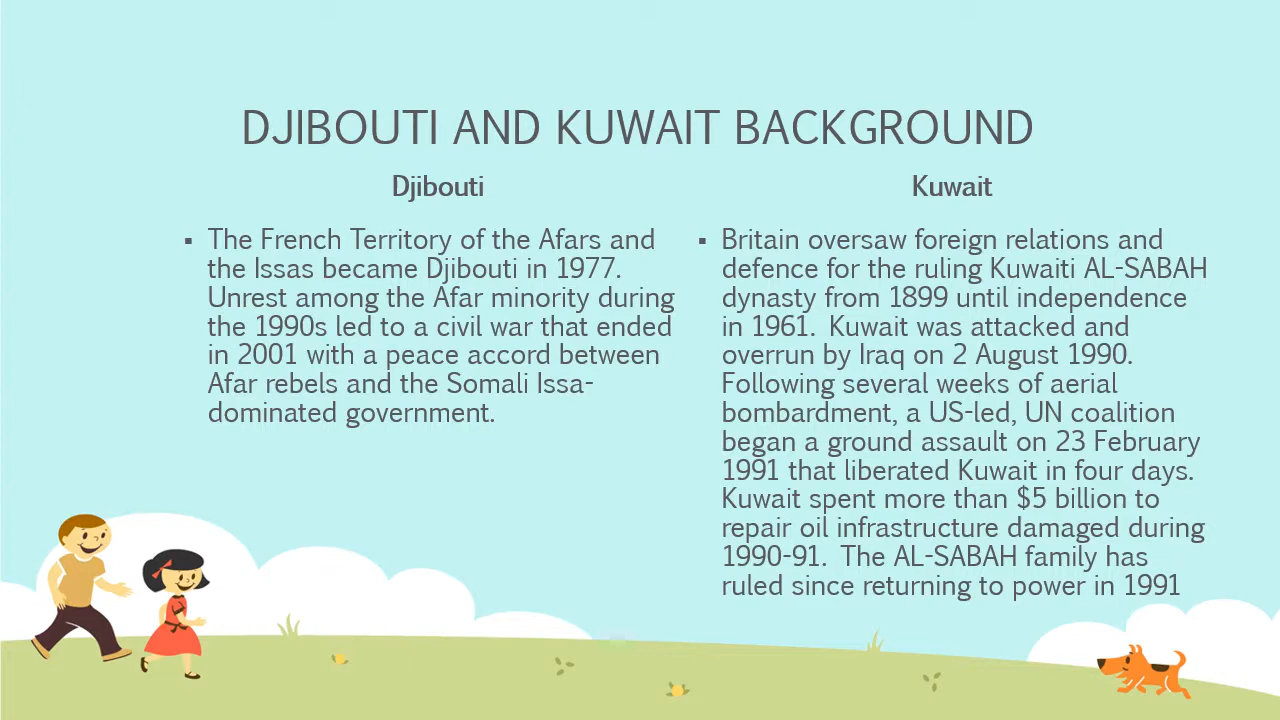 DJIBOUTI AND KUWAIT BACKGROUND
Djibouti
▪ The French Territory of the Afars and
the Issas became Djibouti in 1977.
Unrest among the Afar minority during
the 1990s led to a civil war that ended
in 2001 with a peace accord between
Afar rebels and the Somali Issa-
dominated government.
Kuwait
▪ Britain oversaw foreign relations and
defence for the ruling Kuwaiti AL-SABAH
dynasty from 1899 until independence
in 1961.  Kuwait was attacked and
overrun by Iraq on 2 August 1990.
Following several weeks of aerial
bombardment, a US-led, UN coalition
began a ground assault on 23 February
1991 that liberated Kuwait in four days.
Kuwait spent more than $5 billion to
repair oil infrastructure damaged during
1990-91.  The AL-SABAH family has
ruled since returning to power in 1991